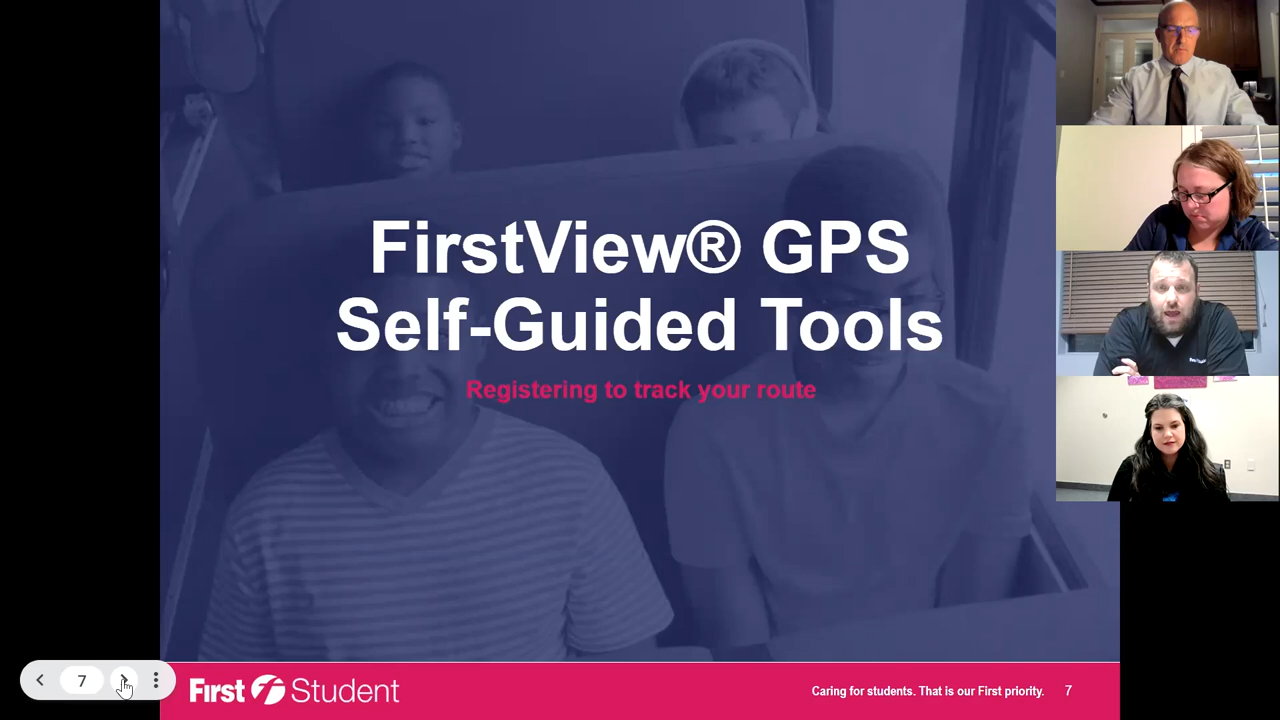 FirstView® GPS
Self-Guided Tools
Registering to track your route
7
First Student
Caring for students. That is our First priority. 7